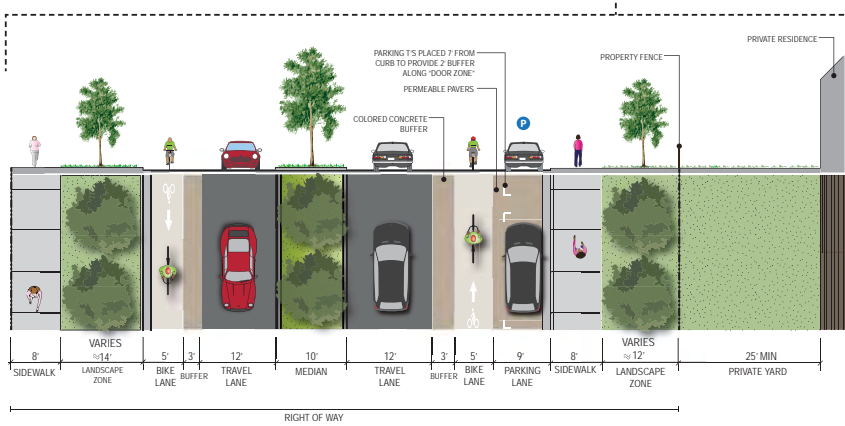 PRIVATE RESIDENCE
PARKING T'S PLACED 7' FROM
CURB TO PROVIDE 2' BUFFER
ALONG "DOOR ZONE"
PROPERTY FENCE
PERMEABLE PAVERS
COLORED CONCRETE
BUFFER
P
8'
SIDEWALK
VARIES
≈14'
LANDSCAPE
ZONE
5'
BIKE
LANE
3'
BUFFER
12'
TRAVEL
LANE
10'
MEDIAN
12'
TRAVEL
LANE
3'
BUFFER
5'
BIKE
LANE
9'
PARKING
LANE
8'
SIDEWALK
VARIES
≈12'
LANDSCAPE
ZONE
25' MIN
PRIVATE YARD
RIGHT OF WAY